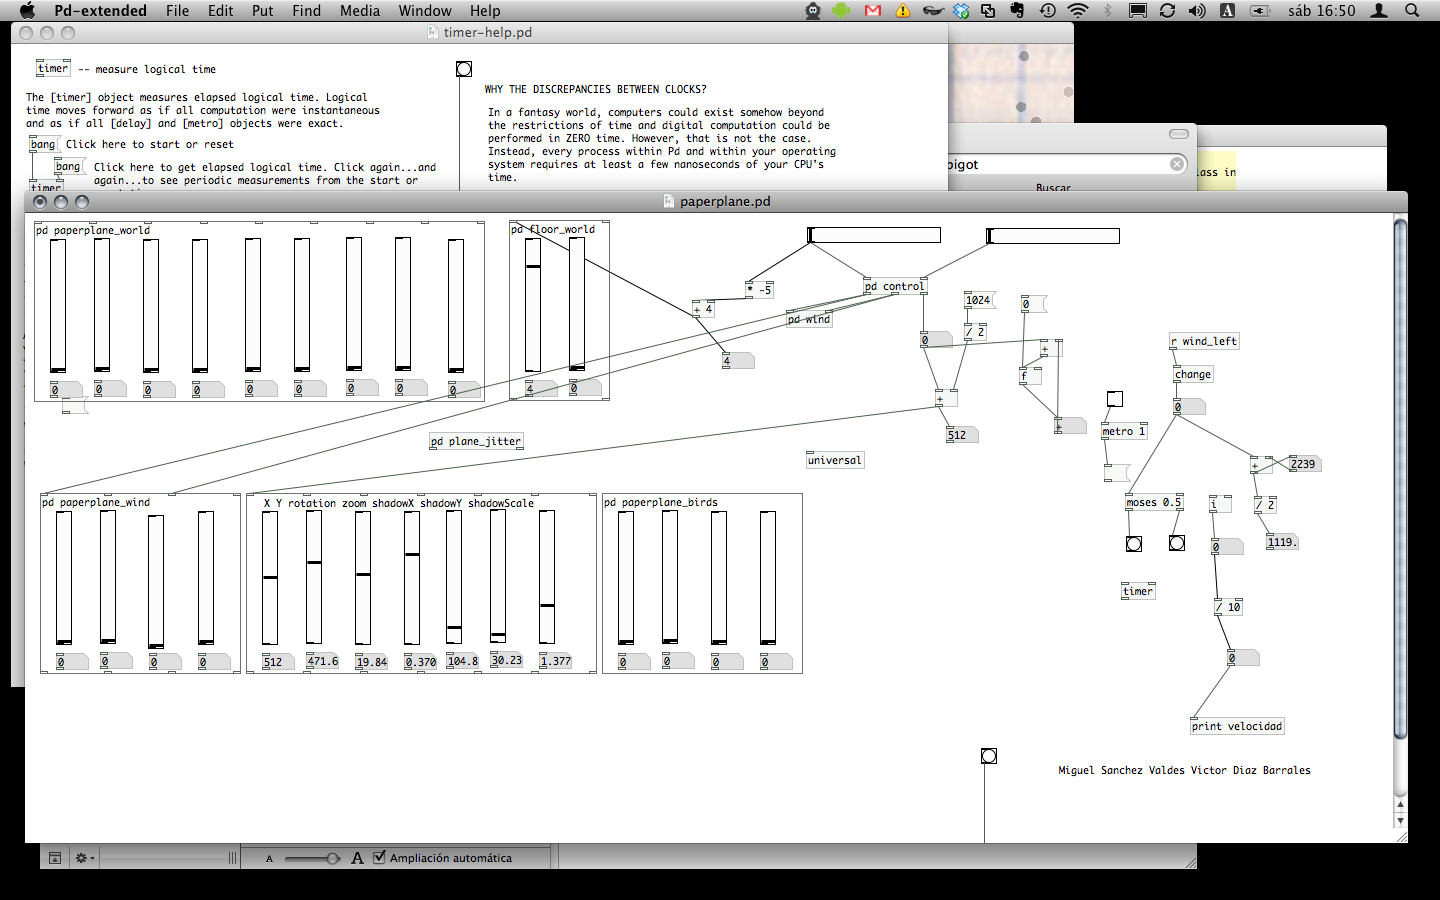 Pd-extended File Edit Put Find Media Window Help sáb 16:50
timer-help.pd
timer -- measure logical time
The [timer] object measures elapsed logical time. Logical
time moves forward as if all computation were instantaneous
and as if all [delay] and [metro] objects were exact.
bang Click here to start or reset
bang Click here to get elapsed logical time. Click again...and
again...to see periodic measurements from the start or
timer
WHY THE DISCREPANCIES BETWEEN CLOCKS?
In a fantasy world, computers could exist somehow beyond
the restrictions of time and digital computation could be
performed in ZERO time. However, that is not the case.
Instead, every process within Pd and within your operating
system requires at least a few nanoseconds of your CPU's
time.
pigot
Buscar
lass in
paperplane.pd
pd paperplane_world
0 0 0 0 0 0 0 0 0
pd floor_world
4 0
* -5
+ 4
4
pd control
pd wind
0
1024
/ 2
0
+
f
+
+
512
r wind_left
change
0
metro 1
+
2239
moses 0.5
i
/ 2
0
1119.
timer
/ 10
0
print velocidad
pd plane_jitter
universal
pd paperplane_wind
0 0 0 0
X Y rotation zoom shadowX shadowY shadowScale
512 471.6 19.84 0.370 104.8 30.23 1.377
pd paperplane_birds
0 0 0 0
Miguel Sanchez Valdes Victor Diaz Barrales
A A Ampliación automática